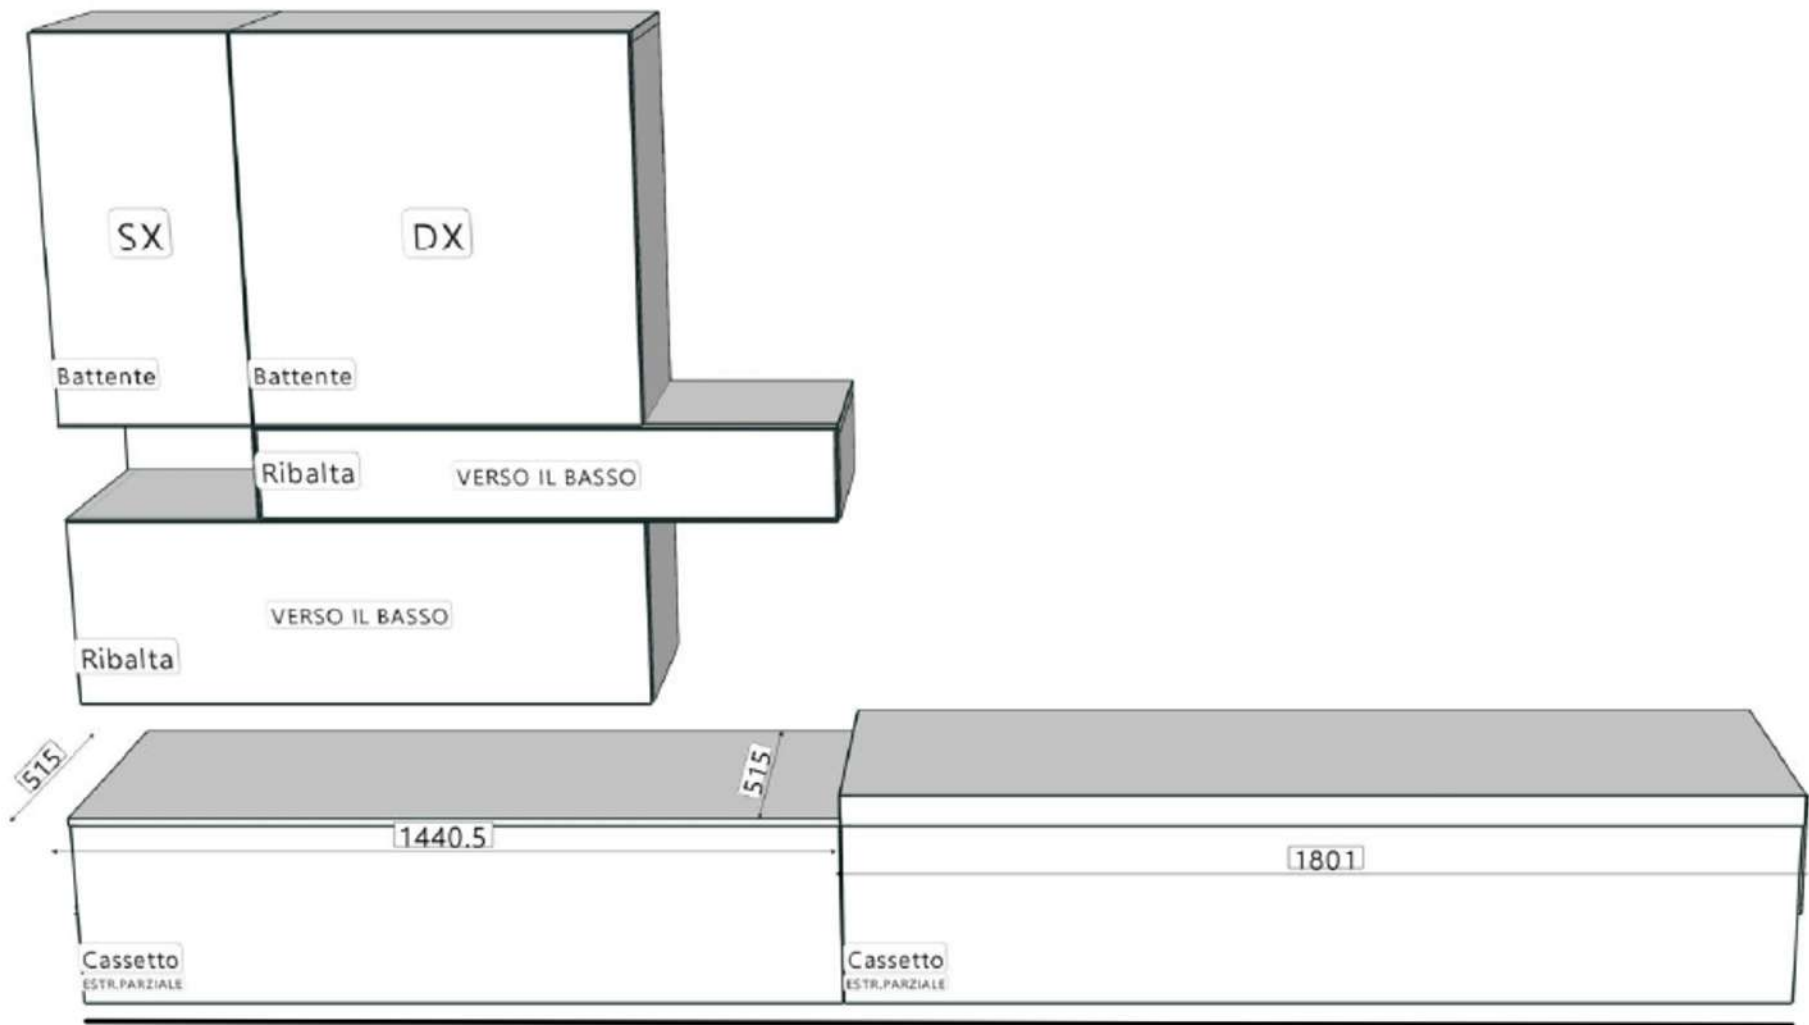 SX
DX
Battente
Battente
Ribalta
VERSO IL BASSO
VERSO IL BASSO
Ribalta
515
515
1440.5
1801
Cassetto
ESTR.PARZIALE
Cassetto
ESTR.PARZIALE